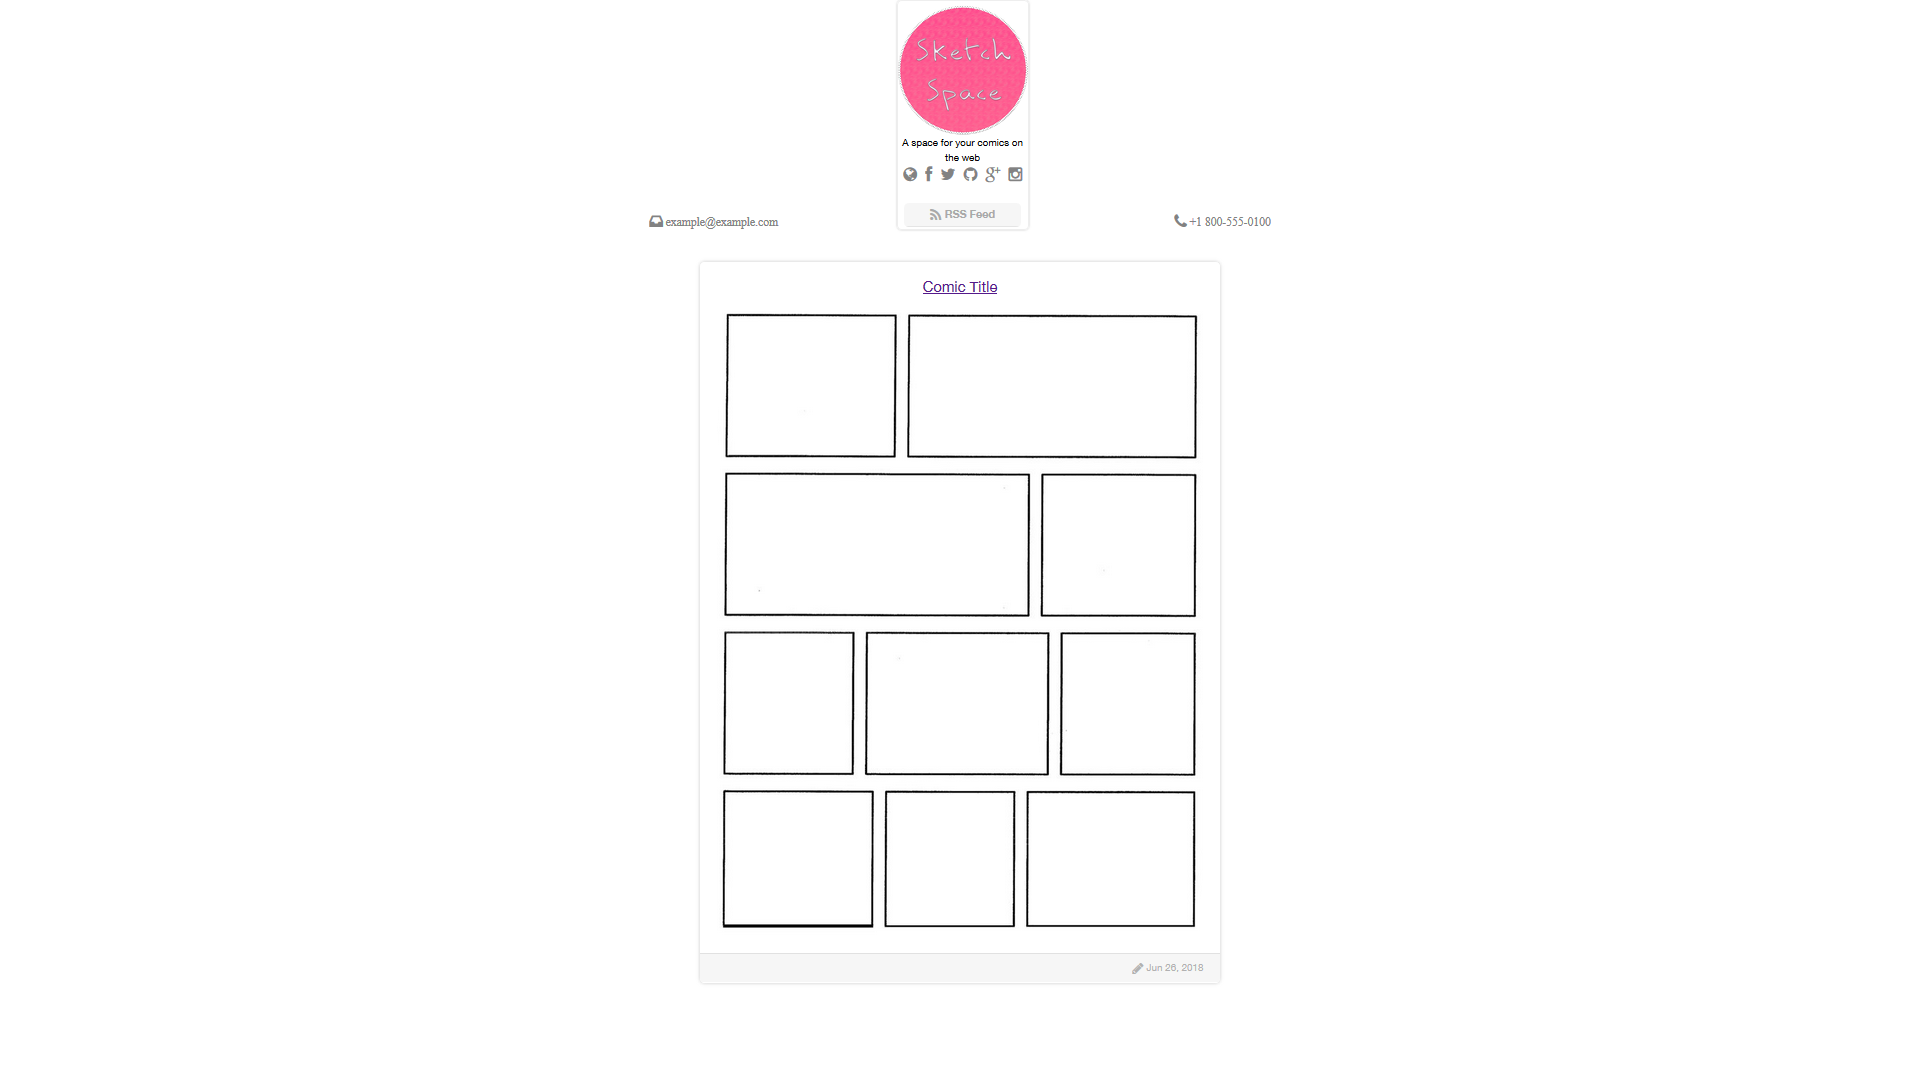 Sketch
Space
A space for your comics on
the web
RSS Feed
example@example.com
+1 800-555-0100
Comic Title
Jun 26, 2018